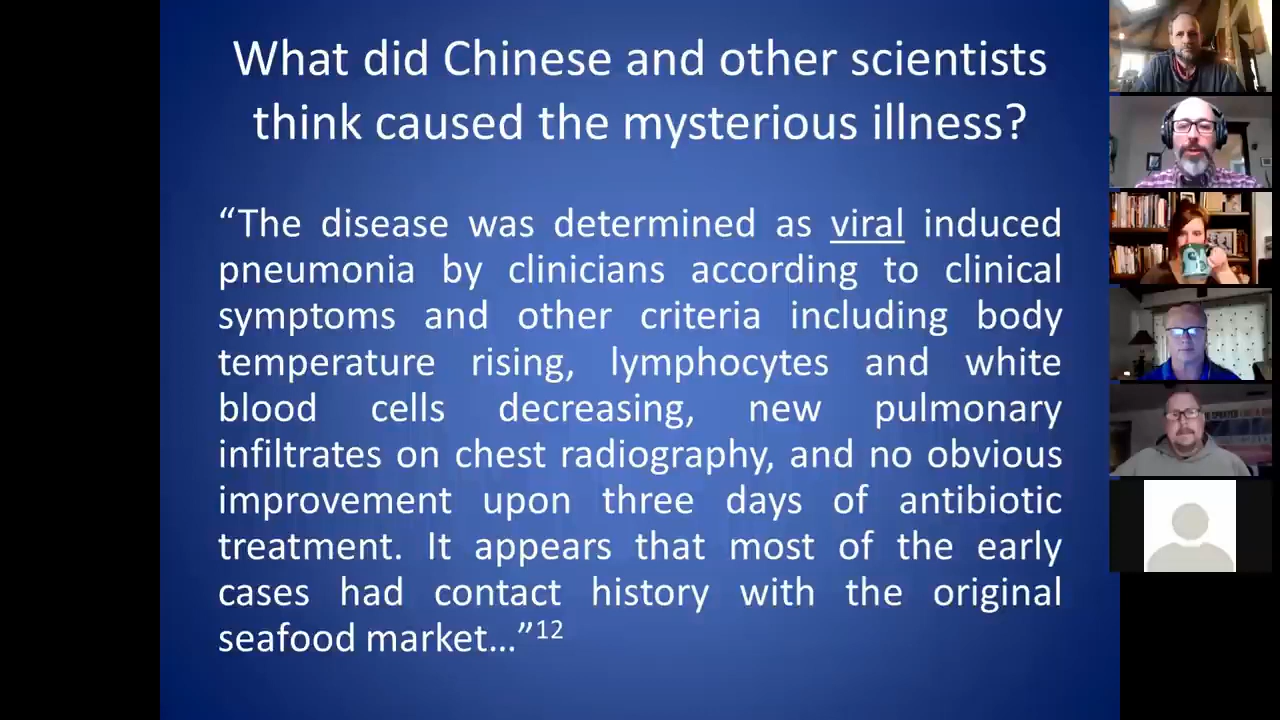 What did Chinese and other scientists
think caused the mysterious illness?
“The disease was determined as viral induced
pneumonia by clinicians according to clinical
symptoms and other criteria including body
temperature rising, lymphocytes and white
blood cells decreasing, new pulmonary
infiltrates on chest radiography, and no obvious
improvement upon three days of antibiotic
treatment. It appears that most of the early
cases had contact history with the original
seafood market…”12